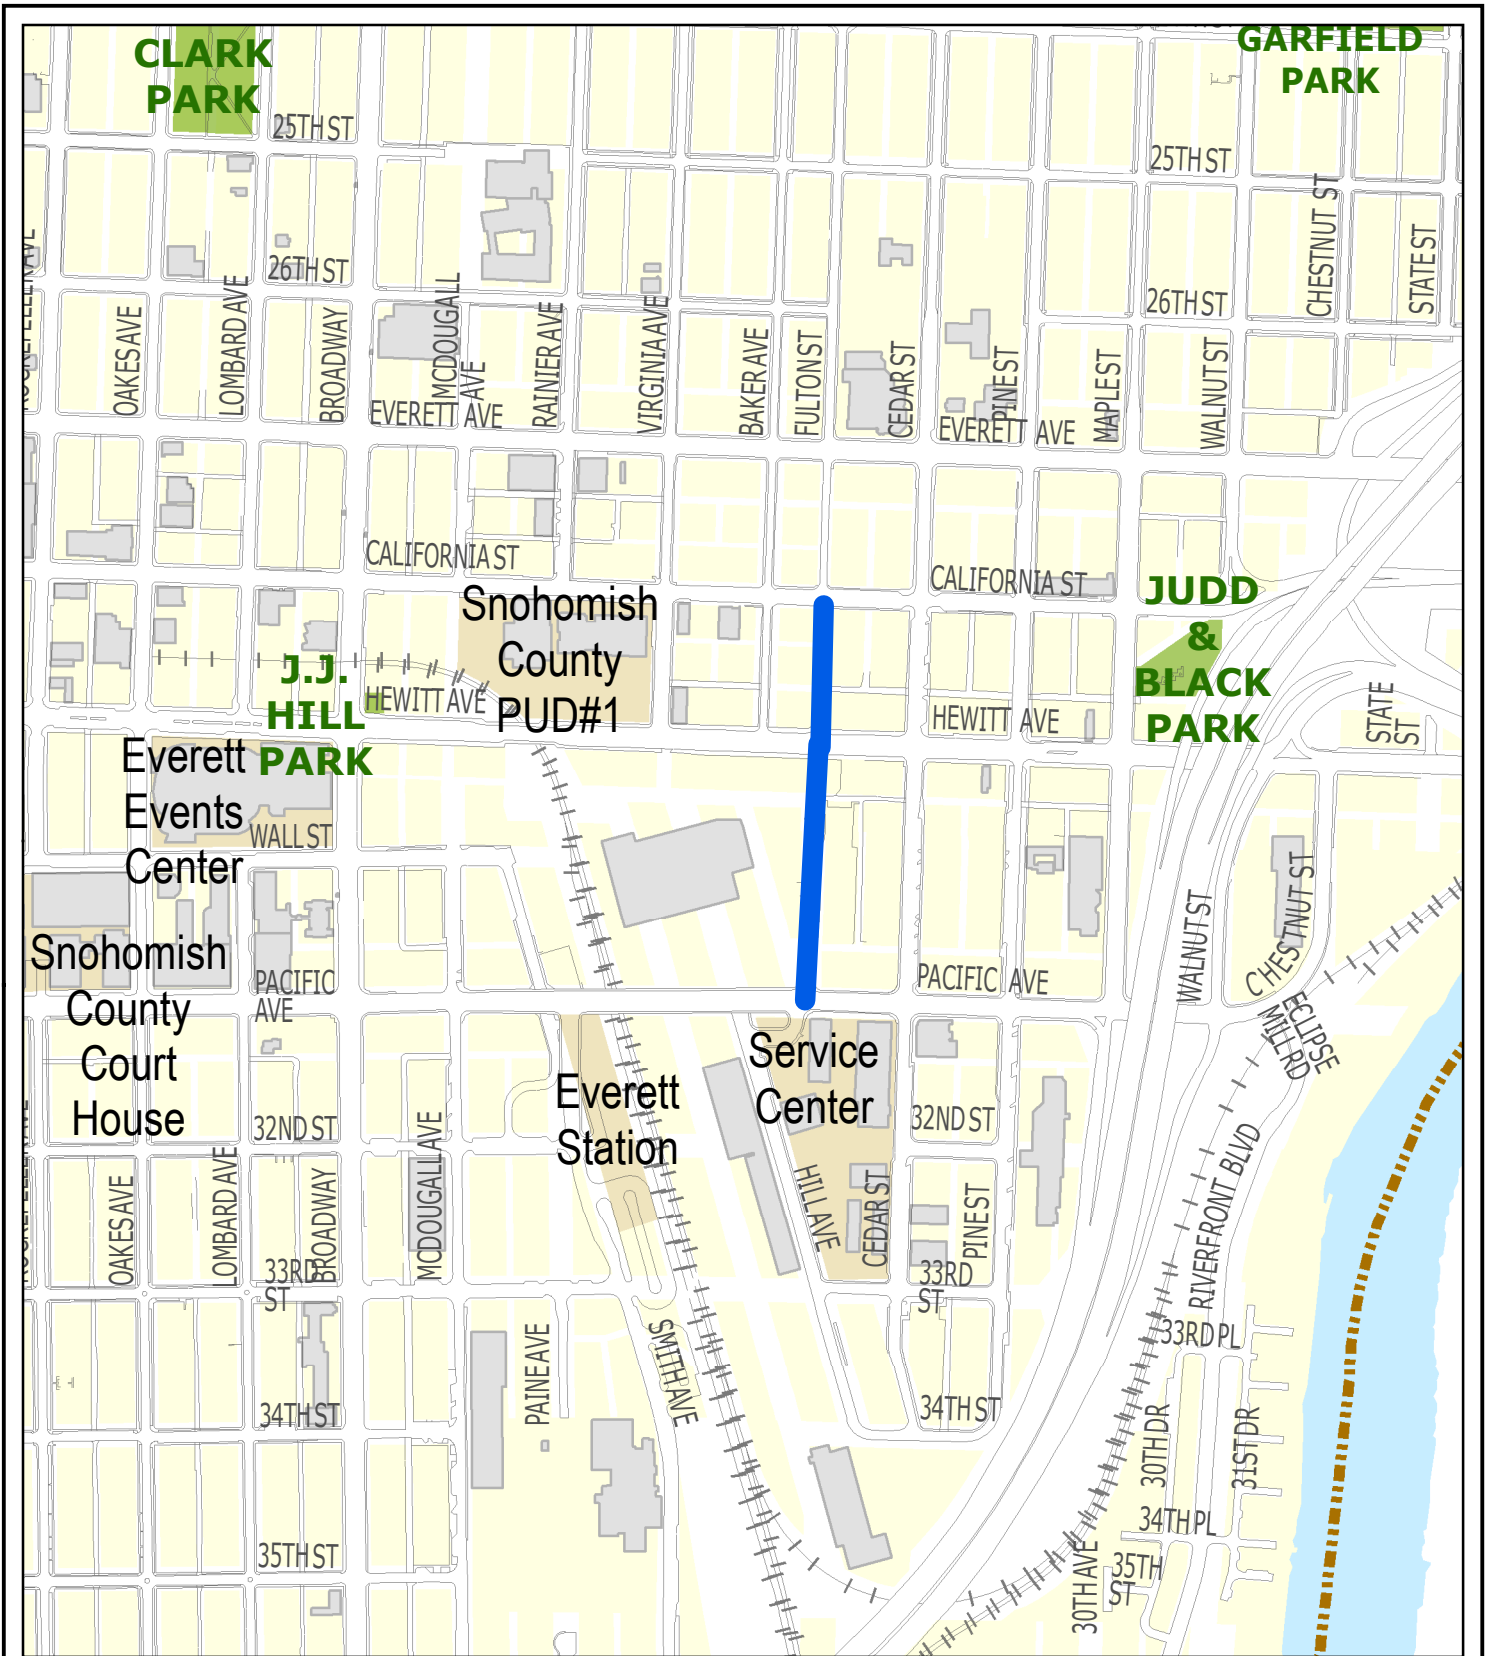 CLARK
PARK
GARFIELD
PARK
25TH ST
25TH ST
26TH ST
26TH ST
OAKES AVE
LOMBARD AVE
BROADWAY
MCDOUGALL
AVE
RAINIER AVE
VIRGINIA AVE
BAKER AVE
FULTON ST
CEDAR ST
PINE ST
MAPLE ST
WALNUT ST
CHESTNUT ST
STATE ST
EVERETT AVE
EVERETT AVE
CALIFORNIA ST
CALIFORNIA ST
Snohomish
County
PUD#1
JUDD
&
BLACK
PARK
J.J.
HILL
PARK
HEWITT AVE
HEWITT AVE
STATE
ST
Everett
Events
Center
WALL ST
Snohomish
County
Court
House
PACIFIC
AVE
PACIFIC AVE
WALNUT ST
CHESTNUT ST
ECLIPSE
MILL RD
Service
Center
Everett
Station
32ND ST
32ND ST
OAKES AVE
LOMBARD AVE
BROADWAY
MCDOUGALL AVE
HILL AVE
CEDAR ST
PINE ST
RIVERFRONT BLVD
33RD
ST
33RD
ST
33RD PL
PAINE AVE
SMITH AVE
34TH ST
34TH ST
30TH DR
31ST DR
34TH PL
35TH ST
35TH
ST
30TH AVE